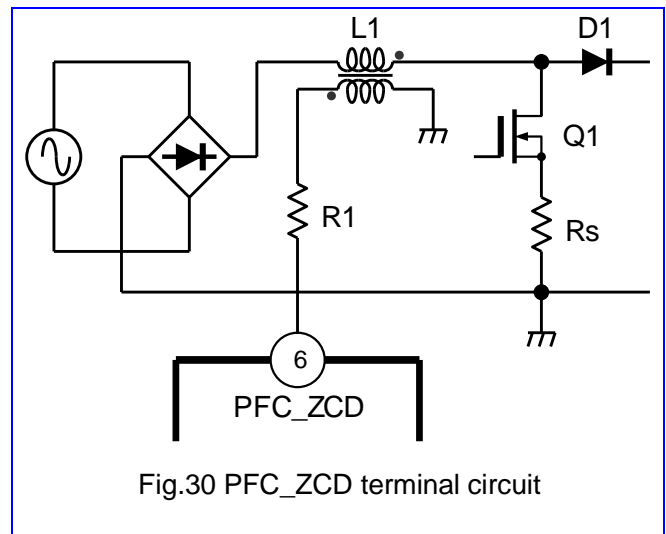 L1
D1
Q1
R1
Rs
6
PFC_ZCD
Fig.30 PFC_ZCD terminal circuit